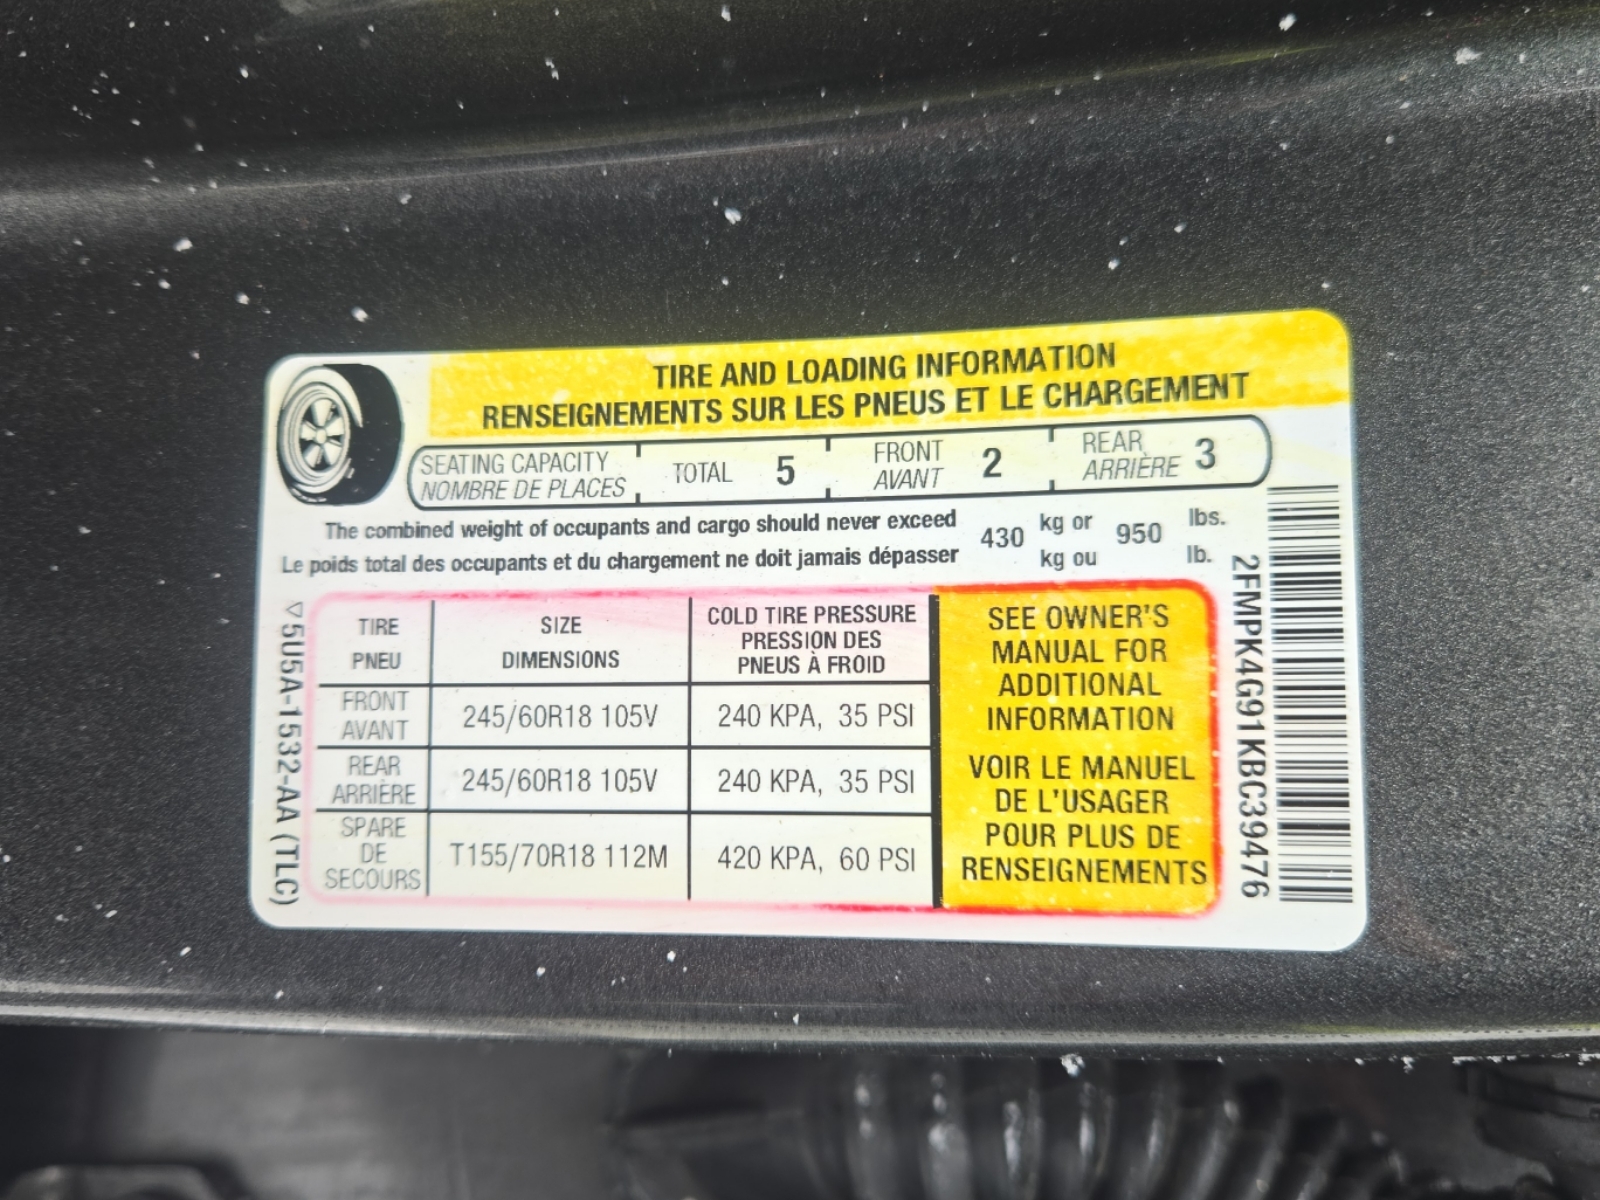 TIRE AND LOADING INFORMATION
RENSEIGNEMENTS SUR LES PNEUS ET LE CHARGEMENT
SEATING CAPACITY
NOMBRE DE PLACES
TOTAL 5
FRONT
AVANT
2
REAR
ARRIÈRE
3
The combined weight of occupants and cargo should never exceed 430 kg or 950 lbs.
Le poids total des occupants et du chargement ne doit jamais dépasser kg ou lb.
TIRE
PNEU
SIZE
DIMENSIONS
COLD TIRE PRESSURE
PRESSION DES
PNEUS À FROID
FRONT
AVANT
245/60R18 105V
240 KPA, 35 PSI
REAR
ARRIÈRE
245/60R18 105V
240 KPA, 35 PSI
SPARE
DE
SECOURS
T155/70R18 112M
420 KPA, 60 PSI
SEE OWNER'S
MANUAL FOR
ADDITIONAL
INFORMATION
VOIR LE MANUEL
DE L'USAGER
POUR PLUS DE
RENSEIGNEMENTS
▽5U5A-1532-AA (TLC)
2FMPK4G91KBC39476